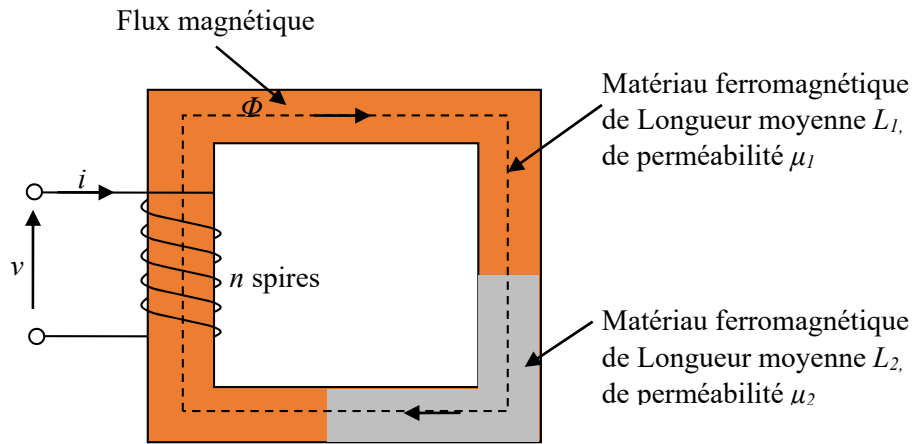 Flux magnétique
Φ
Matériau ferromagnétique
de Longueur moyenne L1,
de perméabilité μ1
i
v
n spires
Matériau ferromagnétique
de Longueur moyenne L2,
de perméabilité μ2